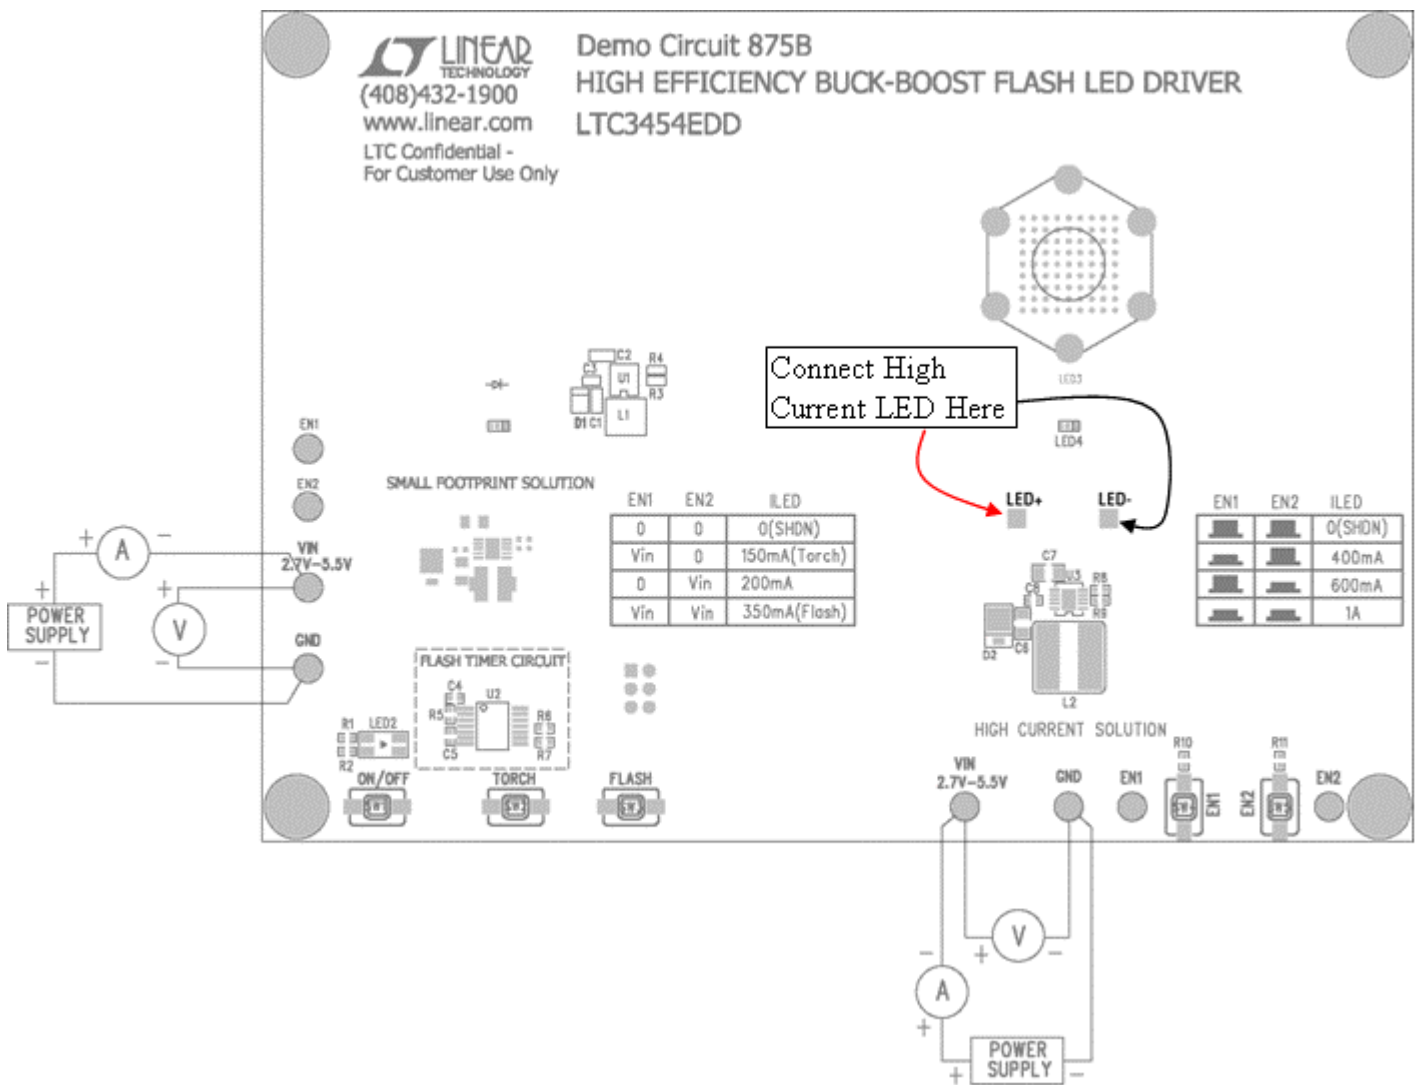 LINEAR
TECHNOLOGY
(408)432-1900
www.linear.com
LTC Confidential -
For Customer Use Only
Demo Circuit 875B
HIGH EFFICIENCY BUCK-BOOST FLASH LED DRIVER
LTC3454EDD
LED3
LED4
Connect High
Current LED Here
C2
C3
U1
R4
R3
D1 C1
L1
EN1
EN2
VIN
2.7V-5.5V
GND
SMALL FOOTPRINT SOLUTION
+ A -
+
POWER
SUPPLY
-
+
V
-
EN1 EN2 ILED
0 0 0(SHDN)
Vin 0 150mA(Torch)
0 Vin 200mA
Vin Vin 350mA(Flash)
LED+ LED-
EN1 EN2 ILED
0(SHDN)
400mA
600mA
1A
C7
U3
R8
R9
D2 C6
L2
HIGH CURRENT SOLUTION
FLASH TIMER CIRCUIT
C4
U2
R5
C5
R6
R7
R1 LED2
R2
ON/OFF TORCH FLASH
SW1 SW2 SW3
VIN
2.7V-5.5V
GND
EN1
R10
SW4
EN1
R11
EN2
SW5
EN2
+ V -
-
A
+
POWER
SUPPLY
+ -